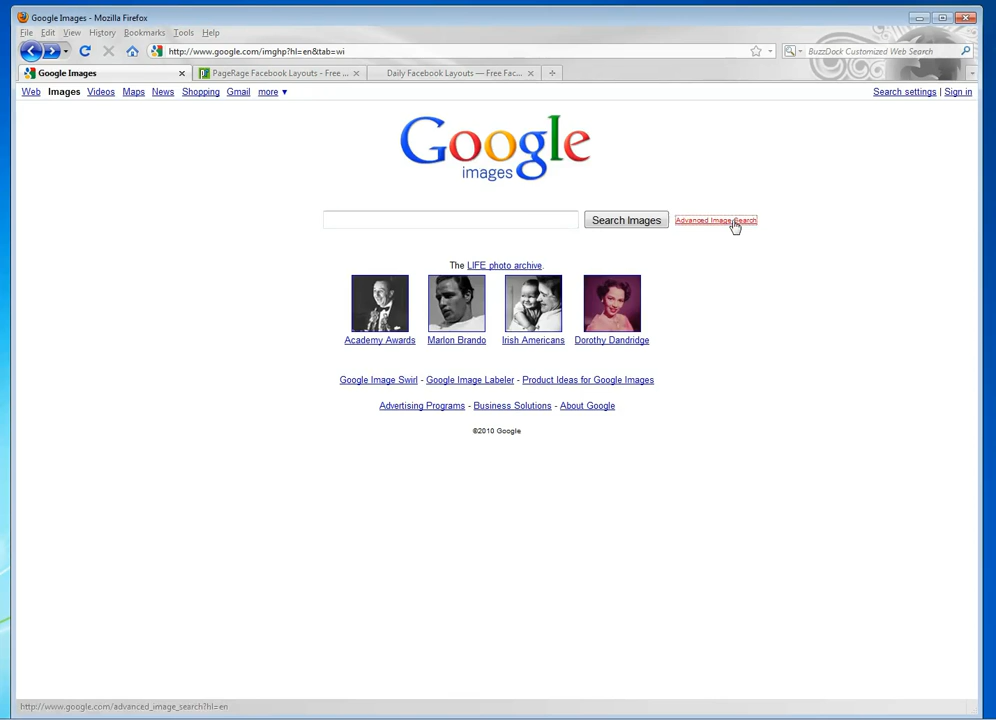 Google Images - Mozilla Firefox
File Edit View History Bookmarks Tools Help
http://www.google.com/imghp?hl=en&tab=wi
BuzzDock Customized Web Search
Google Images
PageRage Facebook Layouts - Free ...
Daily Facebook Layouts — Free Fac...
Web Images Videos Maps News Shopping Gmail more ▼
Search settings | Sign in
Google
images
Search Images
Advanced Image Search
The LIFE photo archive.
Academy Awards Marlon Brando Irish Americans Dorothy Dandridge
Google Image Swirl - Google Image Labeler - Product Ideas for Google Images
Advertising Programs - Business Solutions - About Google
©2010 Google
http://www.google.com/advanced_image_search?hl=en